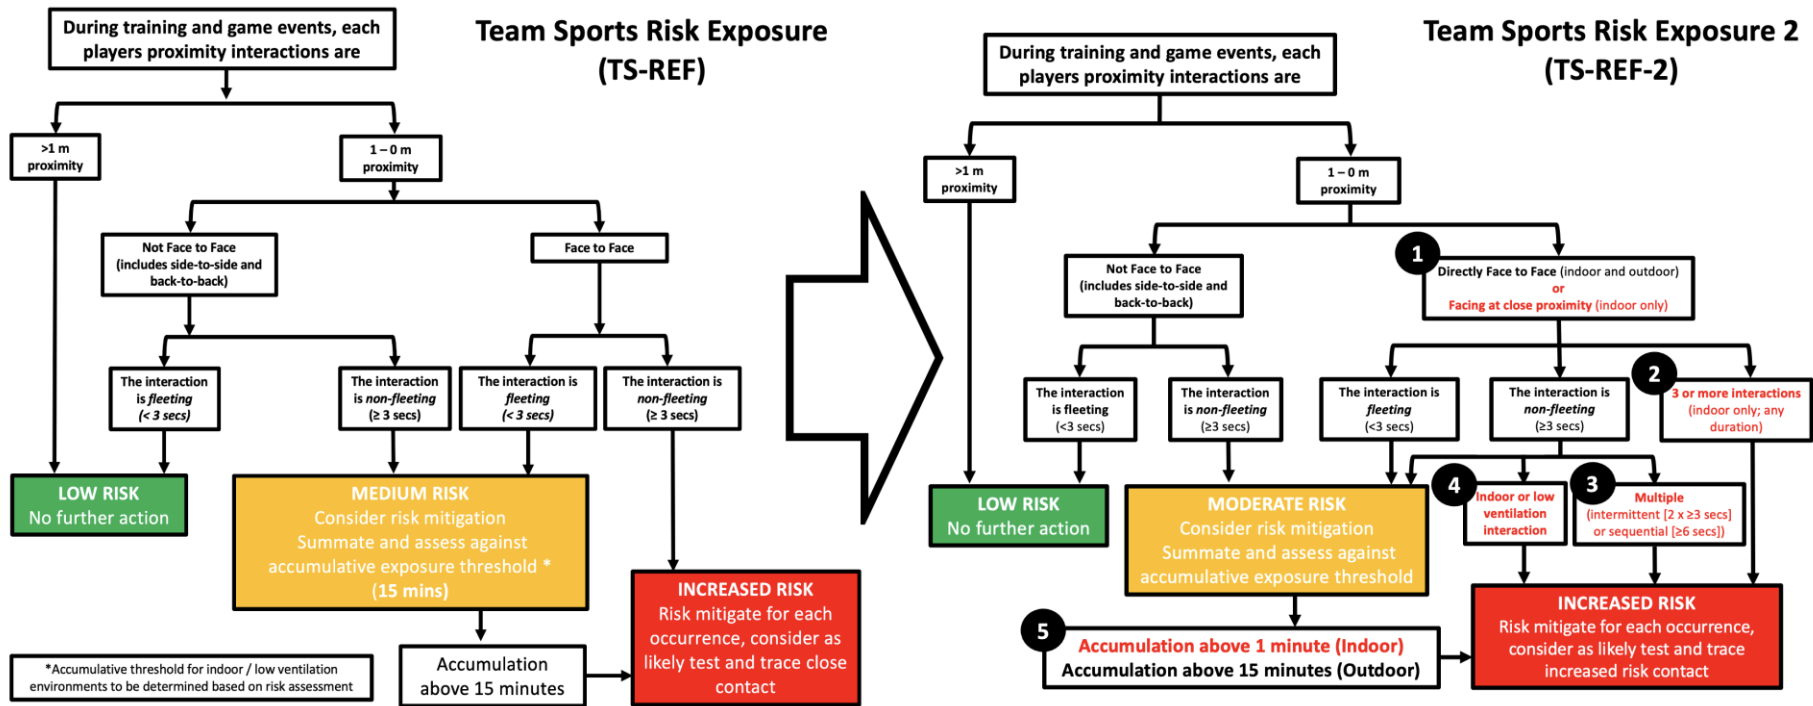 Team Sports Risk Exposure
(TS-REF)
During training and game events, each
players proximity interactions are
>1 m
proximity
1 – 0 m
proximity
Not Face to Face
(includes side-to-side and
back-to-back)
Face to Face
The interaction
is fleeting
(< 3 secs)
The interaction
is non-fleeting
(≥ 3 secs)
The interaction is
fleeting
(< 3 secs)
The interaction is
non-fleeting
(≥ 3 secs)
LOW RISK
No further action
MEDIUM RISK
Consider risk mitigation
Summate and assess against
accumulative exposure threshold *
(15 mins)
INCREASED RISK
Risk mitigate for each
occurrence, consider as
likely test and trace close
contact
Accumulation
above 15 minutes
*Accumulative threshold for indoor / low ventilation
environments to be determined based on risk assessment
Team Sports Risk Exposure 2
(TS-REF-2)
During training and game events, each
players proximity interactions are
>1 m
proximity
1 – 0 m
proximity
Not Face to Face
(includes side-to-side and
back-to-back)
1
Directly Face to Face (indoor and outdoor)
or
Facing at close proximity (indoor only)
The interaction
is fleeting
(<3 secs)
The interaction
is non-fleeting
(≥3 secs)
The interaction is
fleeting
(<3 secs)
The interaction is
non-fleeting
(≥3 secs)
2
3 or more interactions
(indoor only; any
duration)
4
Indoor or low
ventilation
interaction
3
Multiple
(intermittent [2 x ≥3 secs]
or sequential [≥6 secs])
LOW RISK
No further action
MODERATE RISK
Consider risk mitigation
Summate and assess against
accumulative exposure threshold
INCREASED RISK
Risk mitigate for each occurrence,
consider as likely test and trace
increased risk contact
5
Accumulation above 1 minute (Indoor)
Accumulation above 15 minutes (Outdoor)